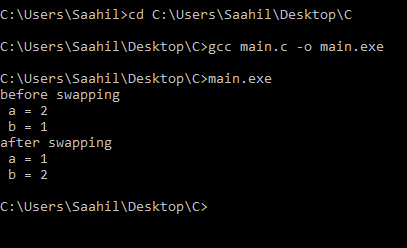 C:\Users\Saahil>cd C:\Users\Saahil\Desktop\C
C:\Users\Saahil\Desktop\C>gcc main.c -o main.exe
C:\Users\Saahil\Desktop\C>main.exe
before swapping
 a = 2
 b = 1
after swapping
 a = 1
 b = 2
C:\Users\Saahil\Desktop\C>